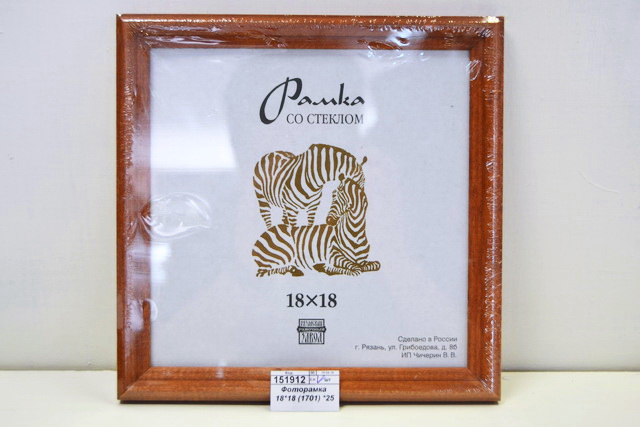 Рамка
СО СТЕКЛОМ
18×18
Сделано в России
г. Рязань, ул. Грибоедова, д. 8б
ИП Чичерин В. В.
151912
Фоторамка
18*18 (1701) *25